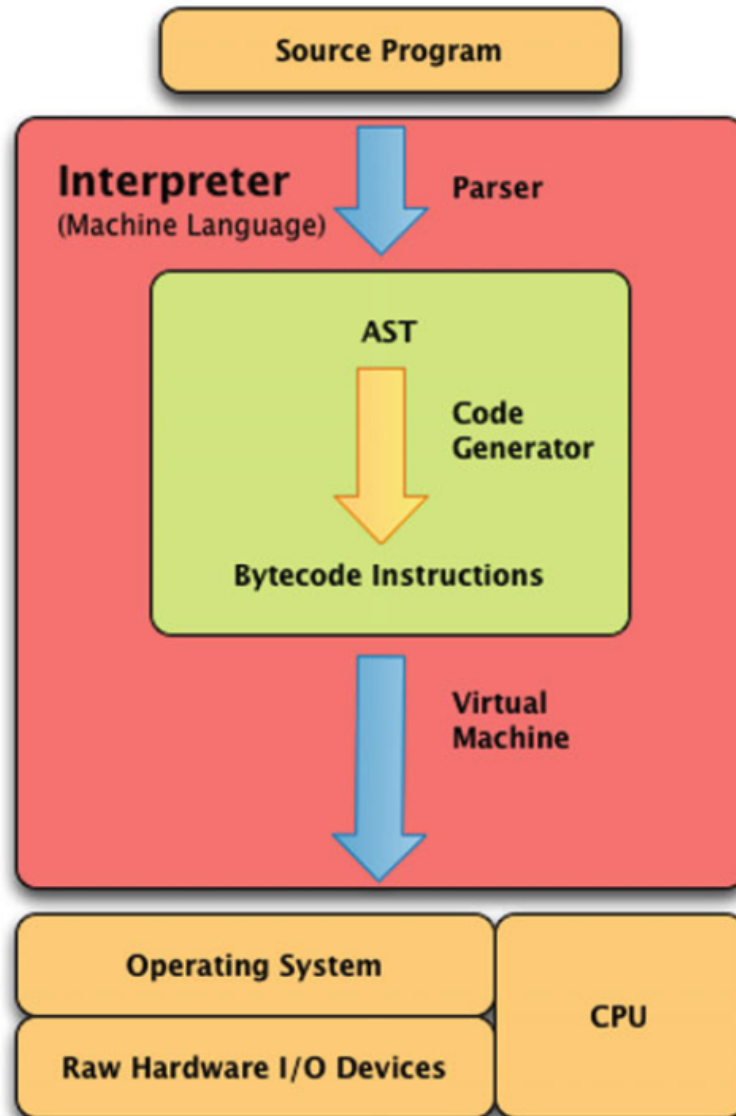 Source Program
Interpreter
(Machine Language)
Parser
AST
Code
Generator
Bytecode Instructions
Virtual
Machine
Operating System
CPU
Raw Hardware I/O Devices